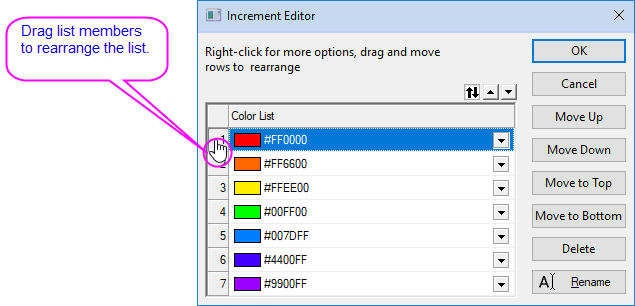 Drag list members
to rearrange the list.
Increment Editor
Right-click for more options, drag and move
rows to rearrange
Color List
1 #FF0000
2 #FF6600
3 #FFEE00
4 #00FF00
5 #007DFF
6 #4400FF
7 #9900FF
OK
Cancel
Move Up
Move Down
Move to Top
Move to Bottom
Delete
A Rename